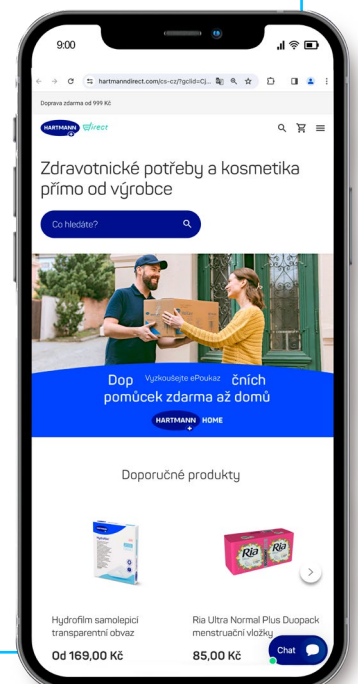 9:00
hartmanndirect.com/cs-cz/?gclid=Cj...
Doprava zdarma od 999 Kč
HARTMANN direct
Zdravotnické potřeby a kosmetika
přímo od výrobce
Co hledáte?
Dop Vyzkoušejte ePoukaz čních
pomůcek zdarma až domů
HARTMANN HOME
Doporučné produkty
Ria Ria
Hydrofilm samolepicí
transparentní obvaz
Od 169,00 Kč
Ria Ultra Normal Plus Duopack
menstruační vložky
85,00 Kč
Chat